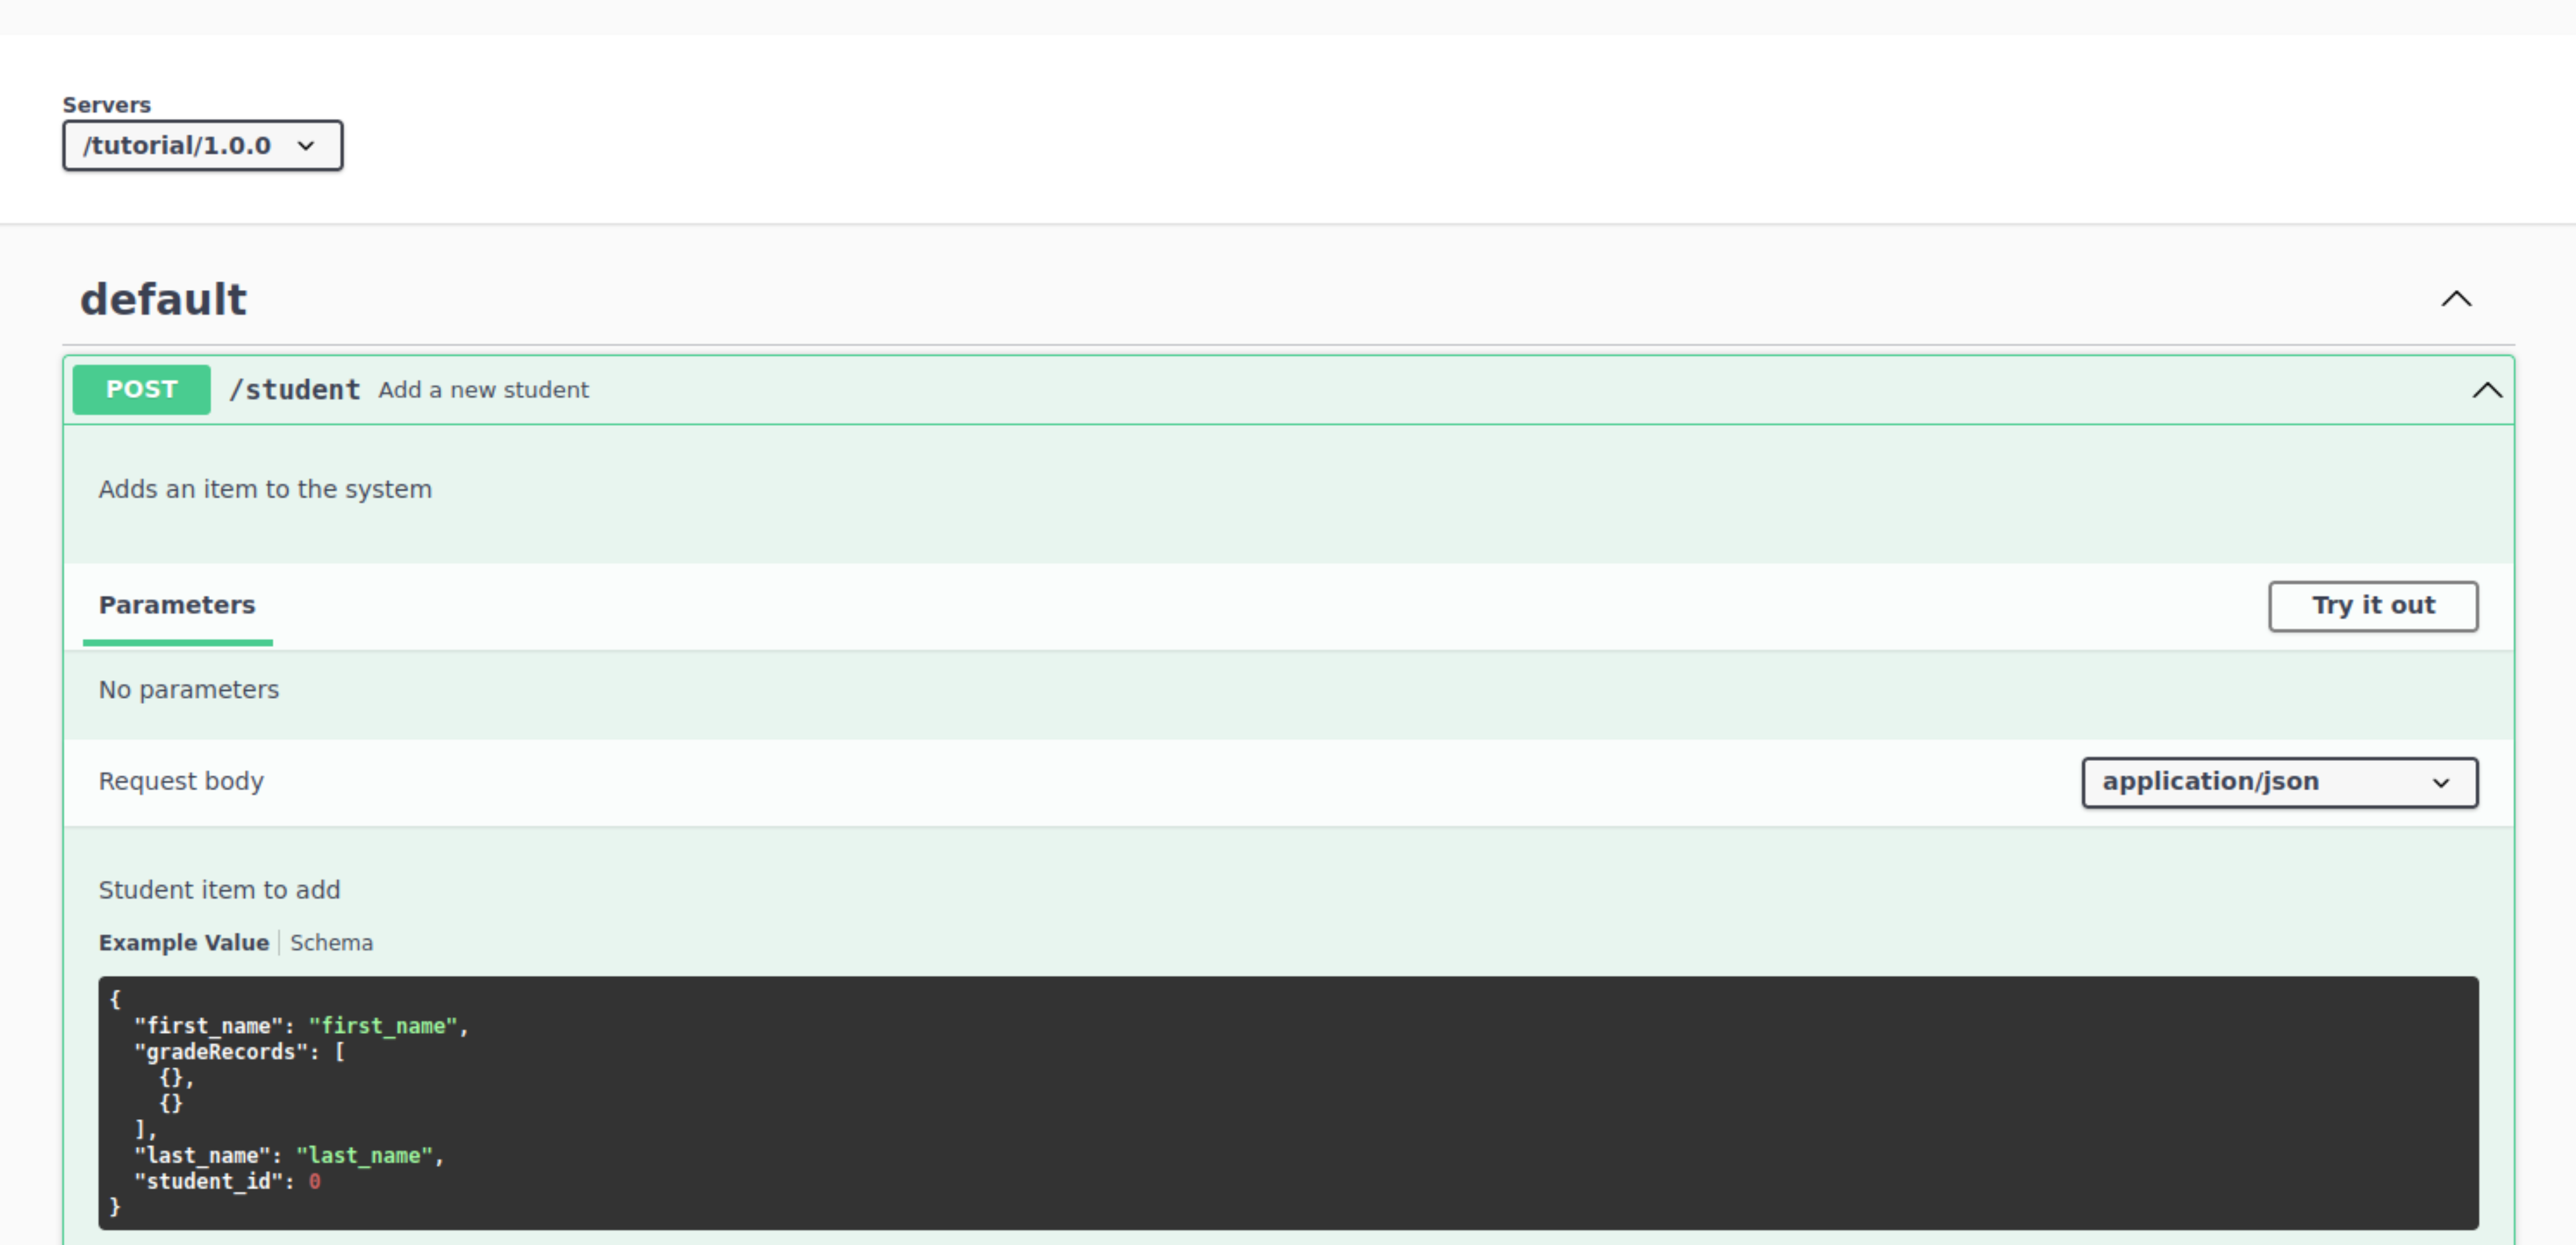 Servers
/tutorial/1.0.0
default
POST /student Add a new student
Adds an item to the system
Parameters Try it out
No parameters
Request body application/json
Student item to add
Example Value Schema
{
  "first_name": "first_name",
  "gradeRecords": [
    {},
    {}
  ],
  "last_name": "last_name",
  "student_id": 0
}